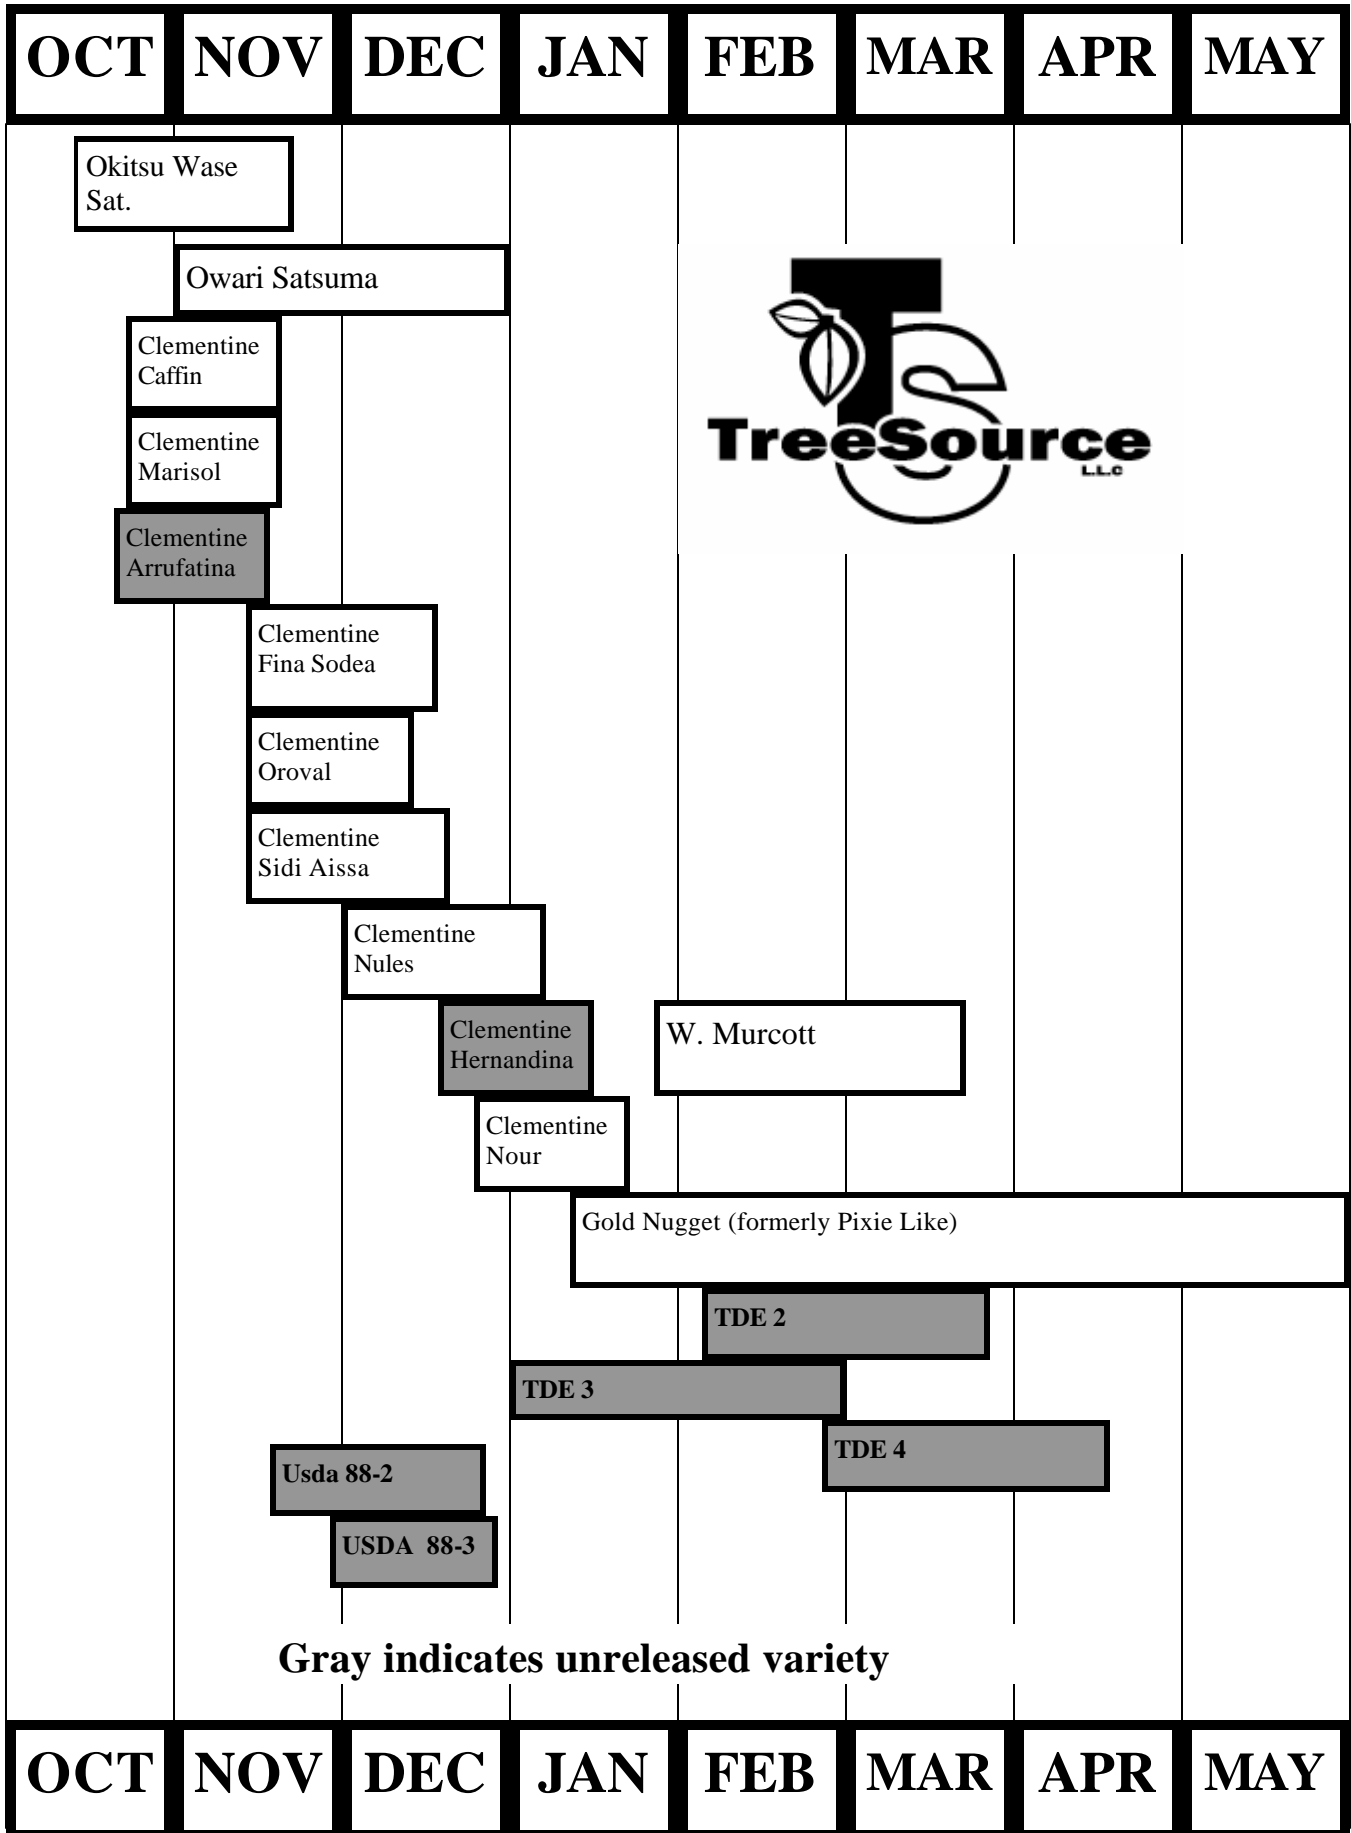 OCT NOV DEC JAN FEB MAR APR MAY
Okitsu Wase
Sat.
Owari Satsuma
TS
TreeSource
L.L.C
Clementine
Caffin
Clementine
Marisol
Clementine
Arrufatina
Clementine
Fina Sodea
Clementine
Oroval
Clementine
Sidi Aissa
Clementine
Nules
Clementine
Hernandina
W. Murcott
Clementine
Nour
Gold Nugget (formerly Pixie Like)
TDE 2
TDE 3
TDE 4
Usda 88-2
USDA 88-3
Gray indicates unreleased variety
OCT NOV DEC JAN FEB MAR APR MAY